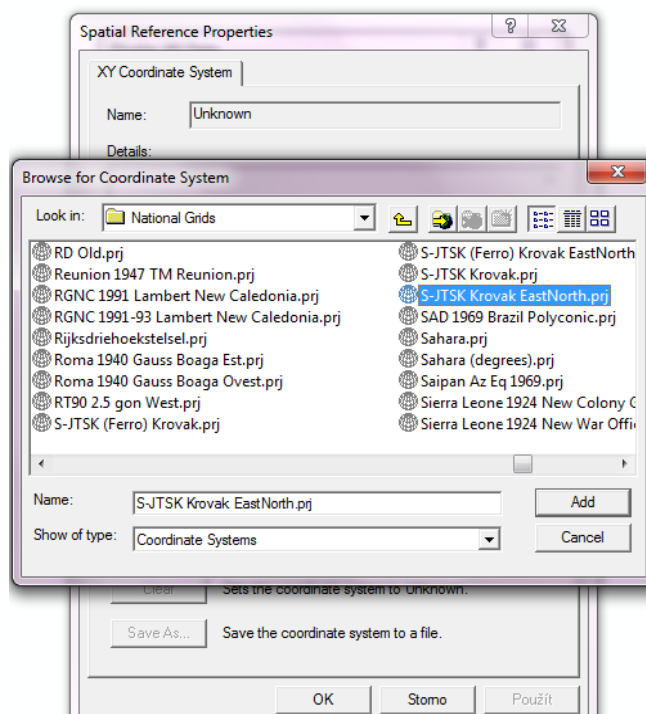 Spatial Reference Properties
XY Coordinate System
Name: Unknown
Details:
Browse for Coordinate System
Look in: National Grids
RD Old.prj
Reunion 1947 TM Reunion.prj
RGNC 1991 Lambert New Caledonia.prj
RGNC 1991-93 Lambert New Caledonia.prj
Rijksdriehoekstelsel.prj
Roma 1940 Gauss Boaga Est.prj
Roma 1940 Gauss Boaga Ovest.prj
RT90 2.5 gon West.prj
S-JTSK (Ferro) Krovak.prj
S-JTSK (Ferro) Krovak EastNorth
S-JTSK Krovak.prj
S-JTSK Krovak EastNorth.prj
SAD 1969 Brazil Polyconic.prj
Sahara.prj
Sahara (degrees).prj
Saipan Az Eq 1969.prj
Sierra Leone 1924 New Colony G
Sierra Leone 1924 New War Offi
Name: S-JTSK Krovak EastNorth.prj Add
Show of type: Coordinate Systems Cancel
Clear Sets the coordinate system to Unknown.
Save As... Save the coordinate system to a file.
OK Storno Použít